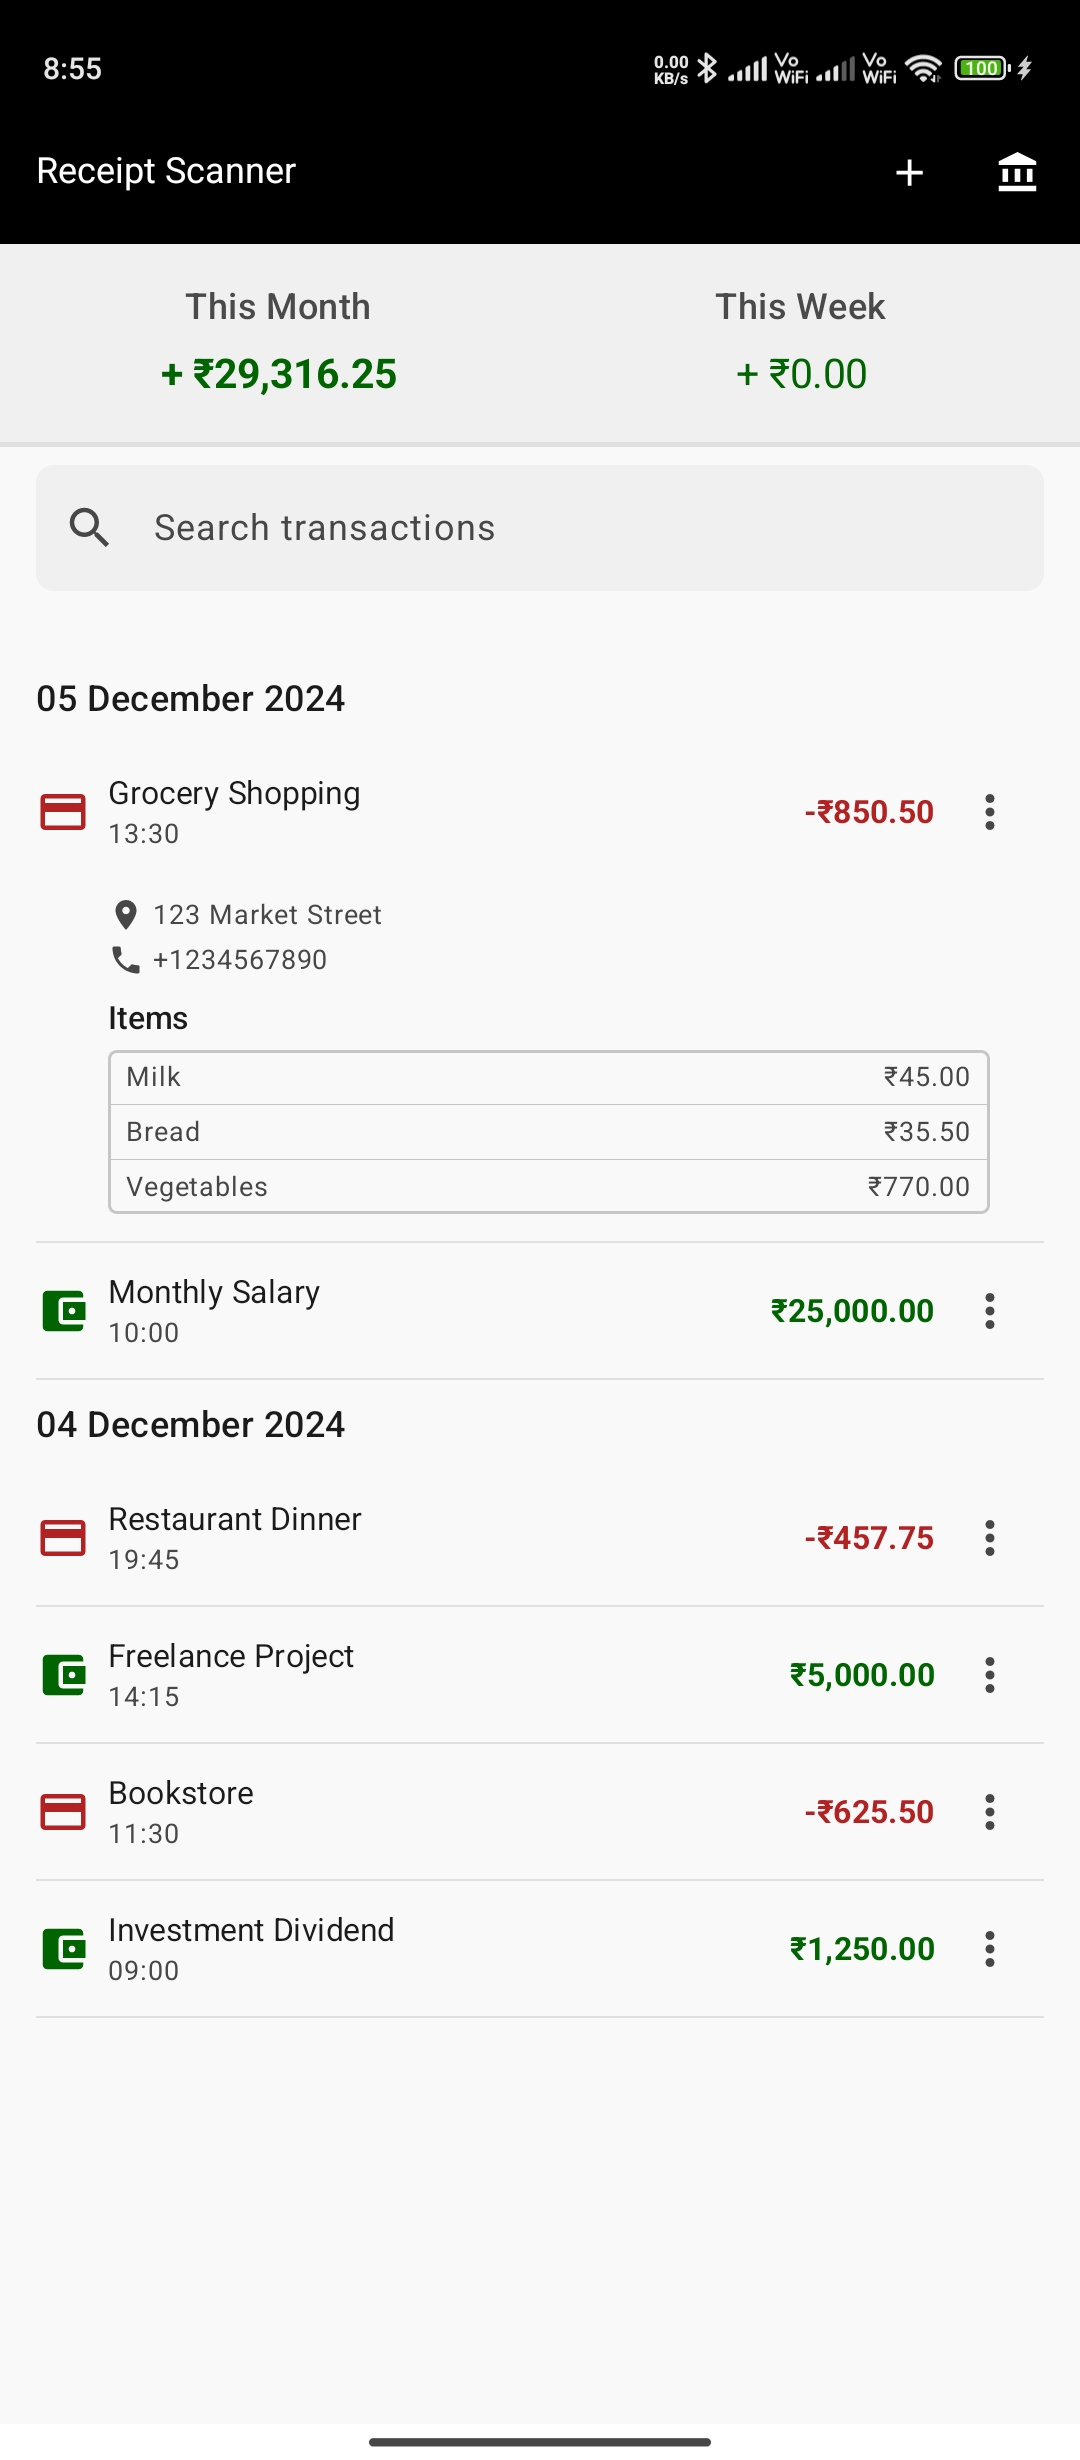 8:55
0.00 KB/s Vo WiFi Vo WiFi 100
Receipt Scanner
This Month This Week
+ ₹29,316.25 + ₹0.00
Search transactions
05 December 2024
Grocery Shopping
-₹850.50
13:30
123 Market Street
+1234567890
Items
Milk ₹45.00
Bread ₹35.50
Vegetables ₹770.00
Monthly Salary
₹25,000.00
10:00
04 December 2024
Restaurant Dinner
-₹457.75
19:45
Freelance Project
₹5,000.00
14:15
Bookstore
-₹625.50
11:30
Investment Dividend
₹1,250.00
09:00